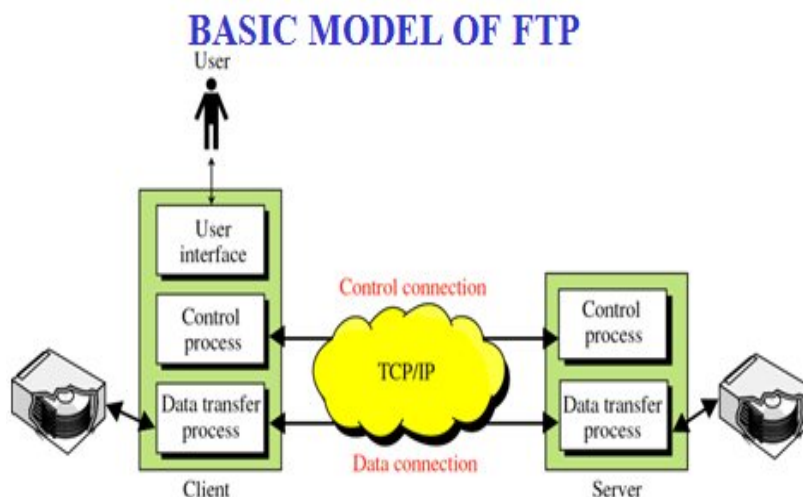 BASIC MODEL OF FTP
User
User
interface
Control connection
Control
process
Control
process
TCP/IP
Data transfer
process
Data transfer
process
Data connection
Client
Server